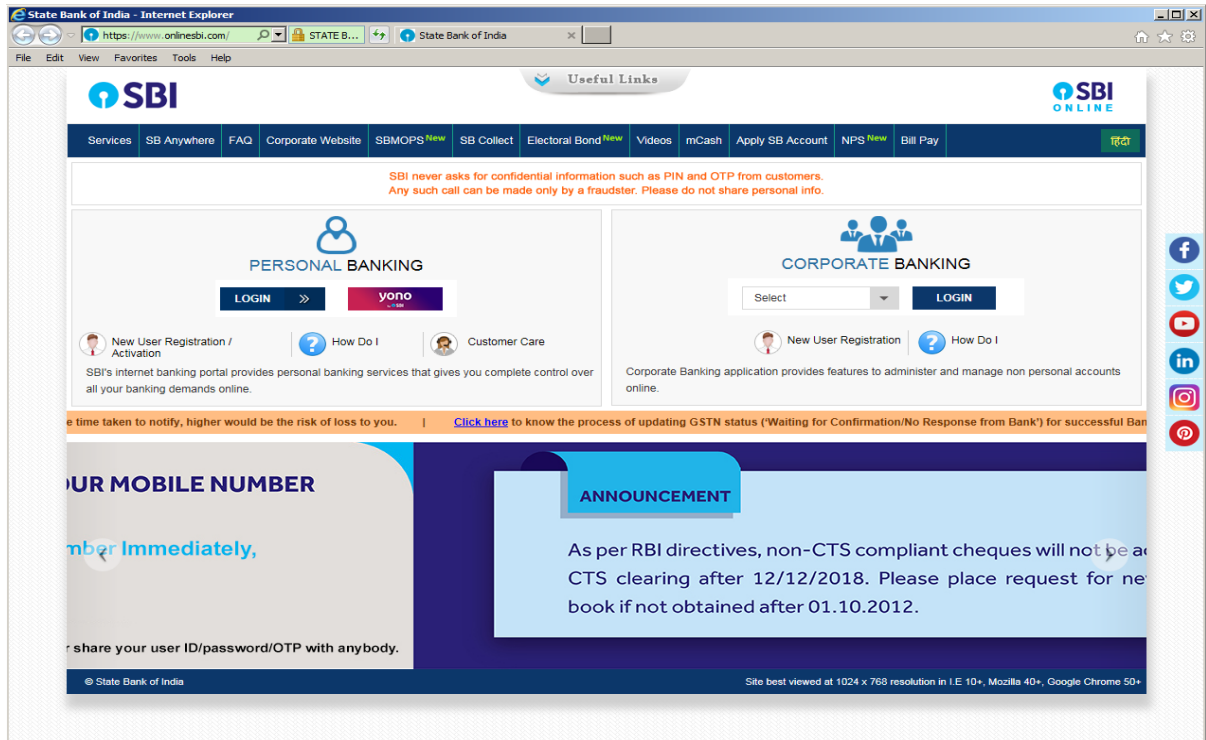 State Bank of India - Internet Explorer
https://www.onlinesbi.com/ STATE B... State Bank of India
File Edit View Favorites Tools Help
Useful Links
SBI
SBI
ONLINE
Services SB Anywhere FAQ Corporate Website SBMOPS New SB Collect Electoral Bond New Videos mCash Apply SB Account NPS New Bill Pay हिंदी
SBI never asks for confidential information such as PIN and OTP from customers.
Any such call can be made only by a fraudster. Please do not share personal info.
PERSONAL BANKING
LOGIN » yono
SBI
New User Registration /
Activation
How Do I
Customer Care
SBI's internet banking portal provides personal banking services that gives you complete control over
all your banking demands online.
CORPORATE BANKING
Select LOGIN
New User Registration
How Do I
Corporate Banking application provides features to administer and manage non personal accounts
online.
e time taken to notify, higher would be the risk of loss to you. | Click here to know the process of updating GSTN status ('Waiting for Confirmation/No Response from Bank') for successful Ban
UR MOBILE NUMBER
mber Immediately,
r share your user ID/password/OTP with anybody.
ANNOUNCEMENT
As per RBI directives, non-CTS compliant cheques will not be ac
CTS clearing after 12/12/2018. Please place request for ne
book if not obtained after 01.10.2012.
© State Bank of India
Site best viewed at 1024 x 768 resolution in I.E 10+, Mozilla 40+, Google Chrome 50+